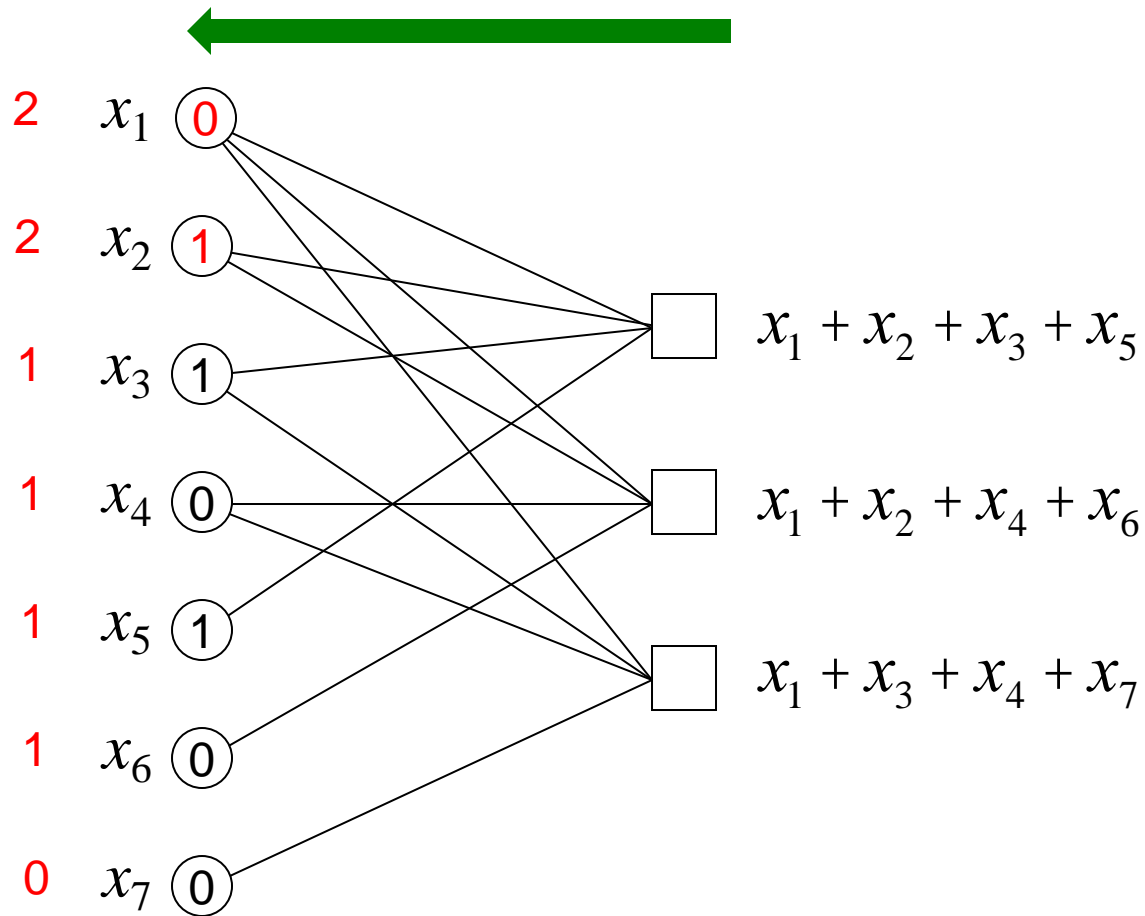 2 x₁ 0
2 x₂ 1
x₁ + x₂ + x₃ + x₅
1 x₃ 1
1 x₄ 0
x₁ + x₂ + x₄ + x₆
1 x₅ 1
x₁ + x₃ + x₄ + x₇
1 x₆ 0
0 x₇ 0